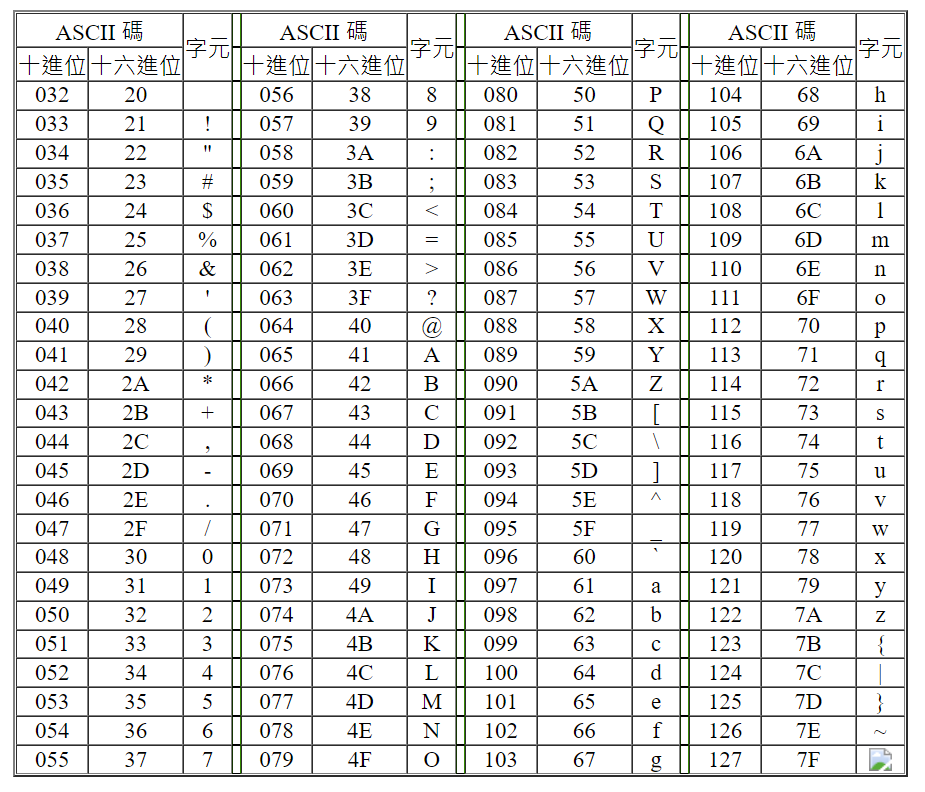 ASCII 碼 字元 ASCII 碼 字元 ASCII 碼 字元 ASCII 碼 字元
十進位 十六進位 十進位 十六進位 十進位 十六進位 十進位 十六進位
032 20 056 38 8 080 50 P 104 68 h
033 21 ! 057 39 9 081 51 Q 105 69 i
034 22 " 058 3A : 082 52 R 106 6A j
035 23 # 059 3B ; 083 53 S 107 6B k
036 24 $ 060 3C < 084 54 T 108 6C l
037 25 % 061 3D = 085 55 U 109 6D m
038 26 & 062 3E > 086 56 V 110 6E n
039 27 ' 063 3F ? 087 57 W 111 6F o
040 28 ( 064 40 @ 088 58 X 112 70 p
041 29 ) 065 41 A 089 59 Y 113 71 q
042 2A * 066 42 B 090 5A Z 114 72 r
043 2B + 067 43 C 091 5B [ 115 73 s
044 2C , 068 44 D 092 5C \ 116 74 t
045 2D - 069 45 E 093 5D ] 117 75 u
046 2E . 070 46 F 094 5E ^ 118 76 v
047 2F / 071 47 G 095 5F _ 119 77 w
048 30 0 072 48 H 096 60 ` 120 78 x
049 31 1 073 49 I 097 61 a 121 79 y
050 32 2 074 4A J 098 62 b 122 7A z
051 33 3 075 4B K 099 63 c 123 7B {
052 34 4 076 4C L 100 64 d 124 7C |
053 35 5 077 4D M 101 65 e 125 7D }
054 36 6 078 4E N 102 66 f 126 7E ~
055 37 7 079 4F O 103 67 g 127 7F